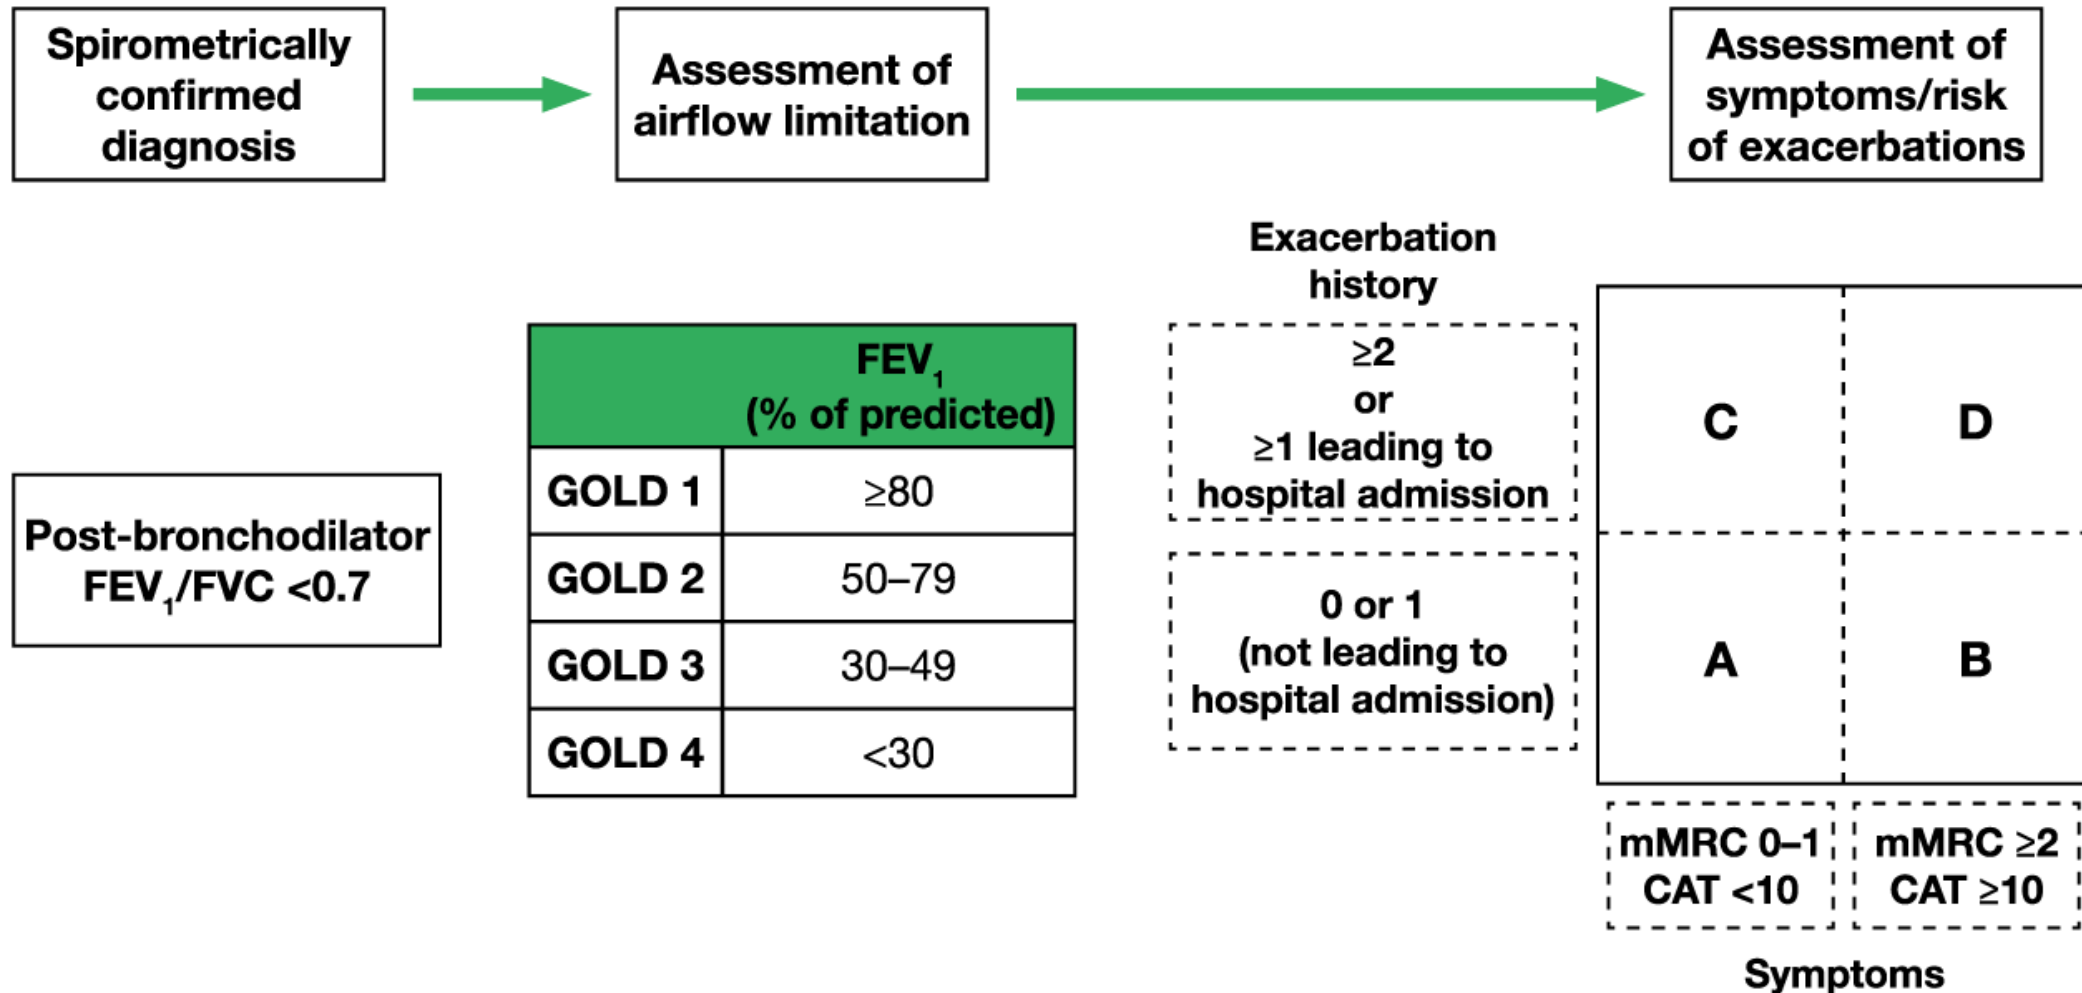 Spirometrically
confirmed
diagnosis
Assessment of
airflow limitation
Assessment of
symptoms/risk
of exacerbations
Post-bronchodilator
FEV₁/FVC <0.7
FEV₁
(% of predicted)
GOLD 1 ≥80
GOLD 2 50–79
GOLD 3 30–49
GOLD 4 <30
Exacerbation
history
≥2
or
≥1 leading to
hospital admission
0 or 1
(not leading to
hospital admission)
C D
A B
mMRC 0–1
CAT <10
mMRC ≥2
CAT ≥10
Symptoms